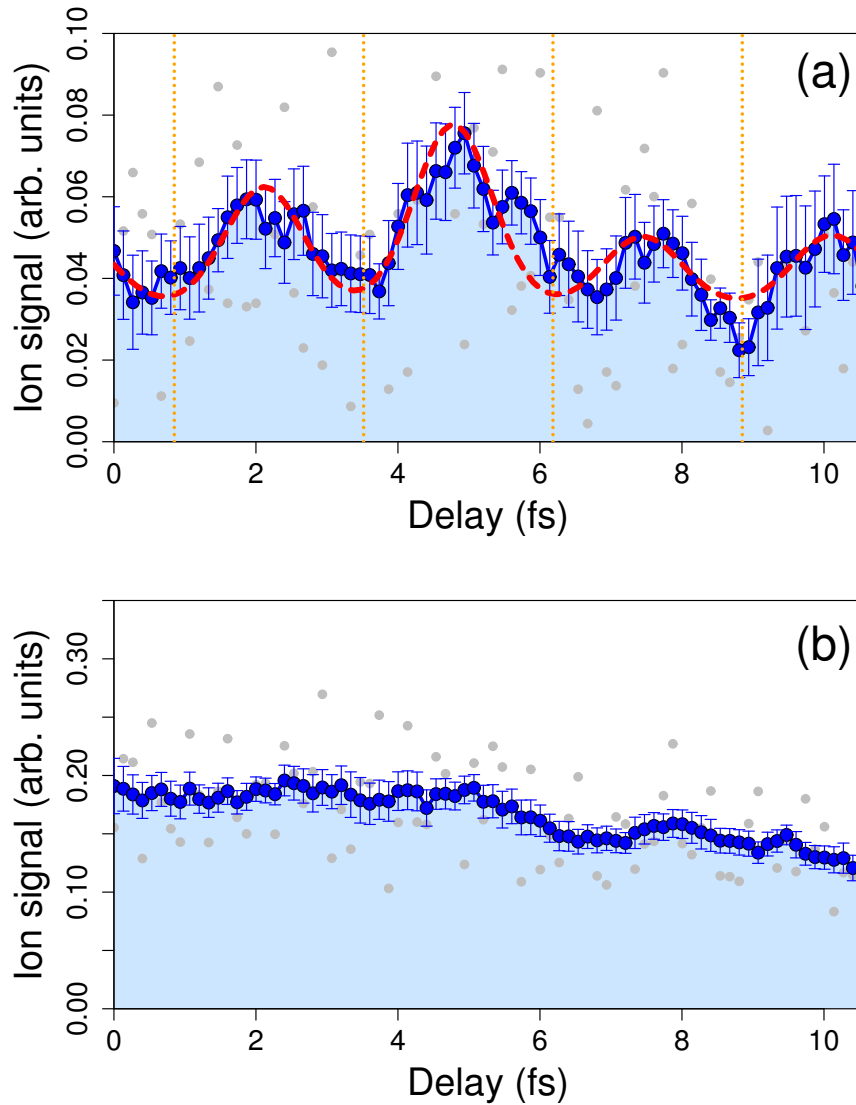 (a)
Ion signal (arb. units)
0.00 0.02 0.04 0.06 0.08 0.10
0 2 4 6 8 10
Delay (fs)
(b)
Ion signal (arb. units)
0.00 0.10 0.20 0.30
0 2 4 6 8 10
Delay (fs)